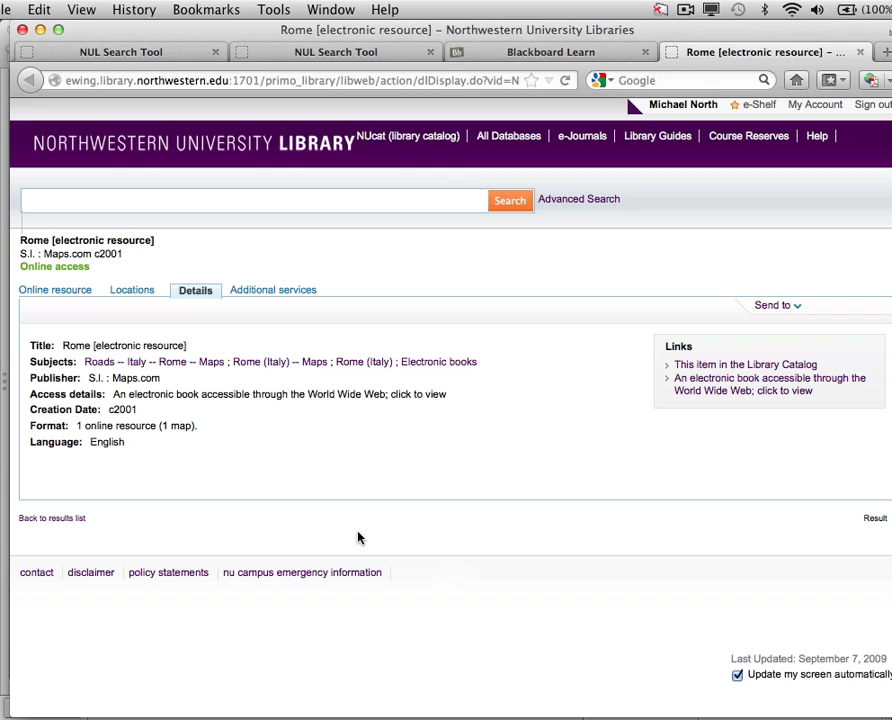 le Edit View History Bookmarks Tools Window Help (100%
Rome [electronic resource] – Northwestern University Libraries
NUL Search Tool NUL Search Tool Bb Blackboard Learn Rome [electronic resource] – ...
ewing.library.northwestern.edu:1701/primo_library/libweb/action/dlDisplay.do?vid=N Google
Michael North e-Shelf My Account Sign out
NORTHWESTERN UNIVERSITY LIBRARY NUcat (library catalog) | All Databases | e-Journals | Library Guides | Course Reserves | Help |
Search Advanced Search
Rome [electronic resource]
S.l. : Maps.com c2001
Online access
Online resource Locations Details Additional services
Send to
Title: Rome [electronic resource]
Subjects: Roads -- Italy -- Rome -- Maps ; Rome (Italy) -- Maps ; Rome (Italy) ; Electronic books
Publisher: S.l. : Maps.com
Access details: An electronic book accessible through the World Wide Web; click to view
Creation Date: c2001
Format: 1 online resource (1 map).
Language: English
Links
This item in the Library Catalog
An electronic book accessible through the
World Wide Web; click to view
Back to results list Result
contact disclaimer policy statements nu campus emergency information
Last Updated: September 7, 2009
Update my screen automatically